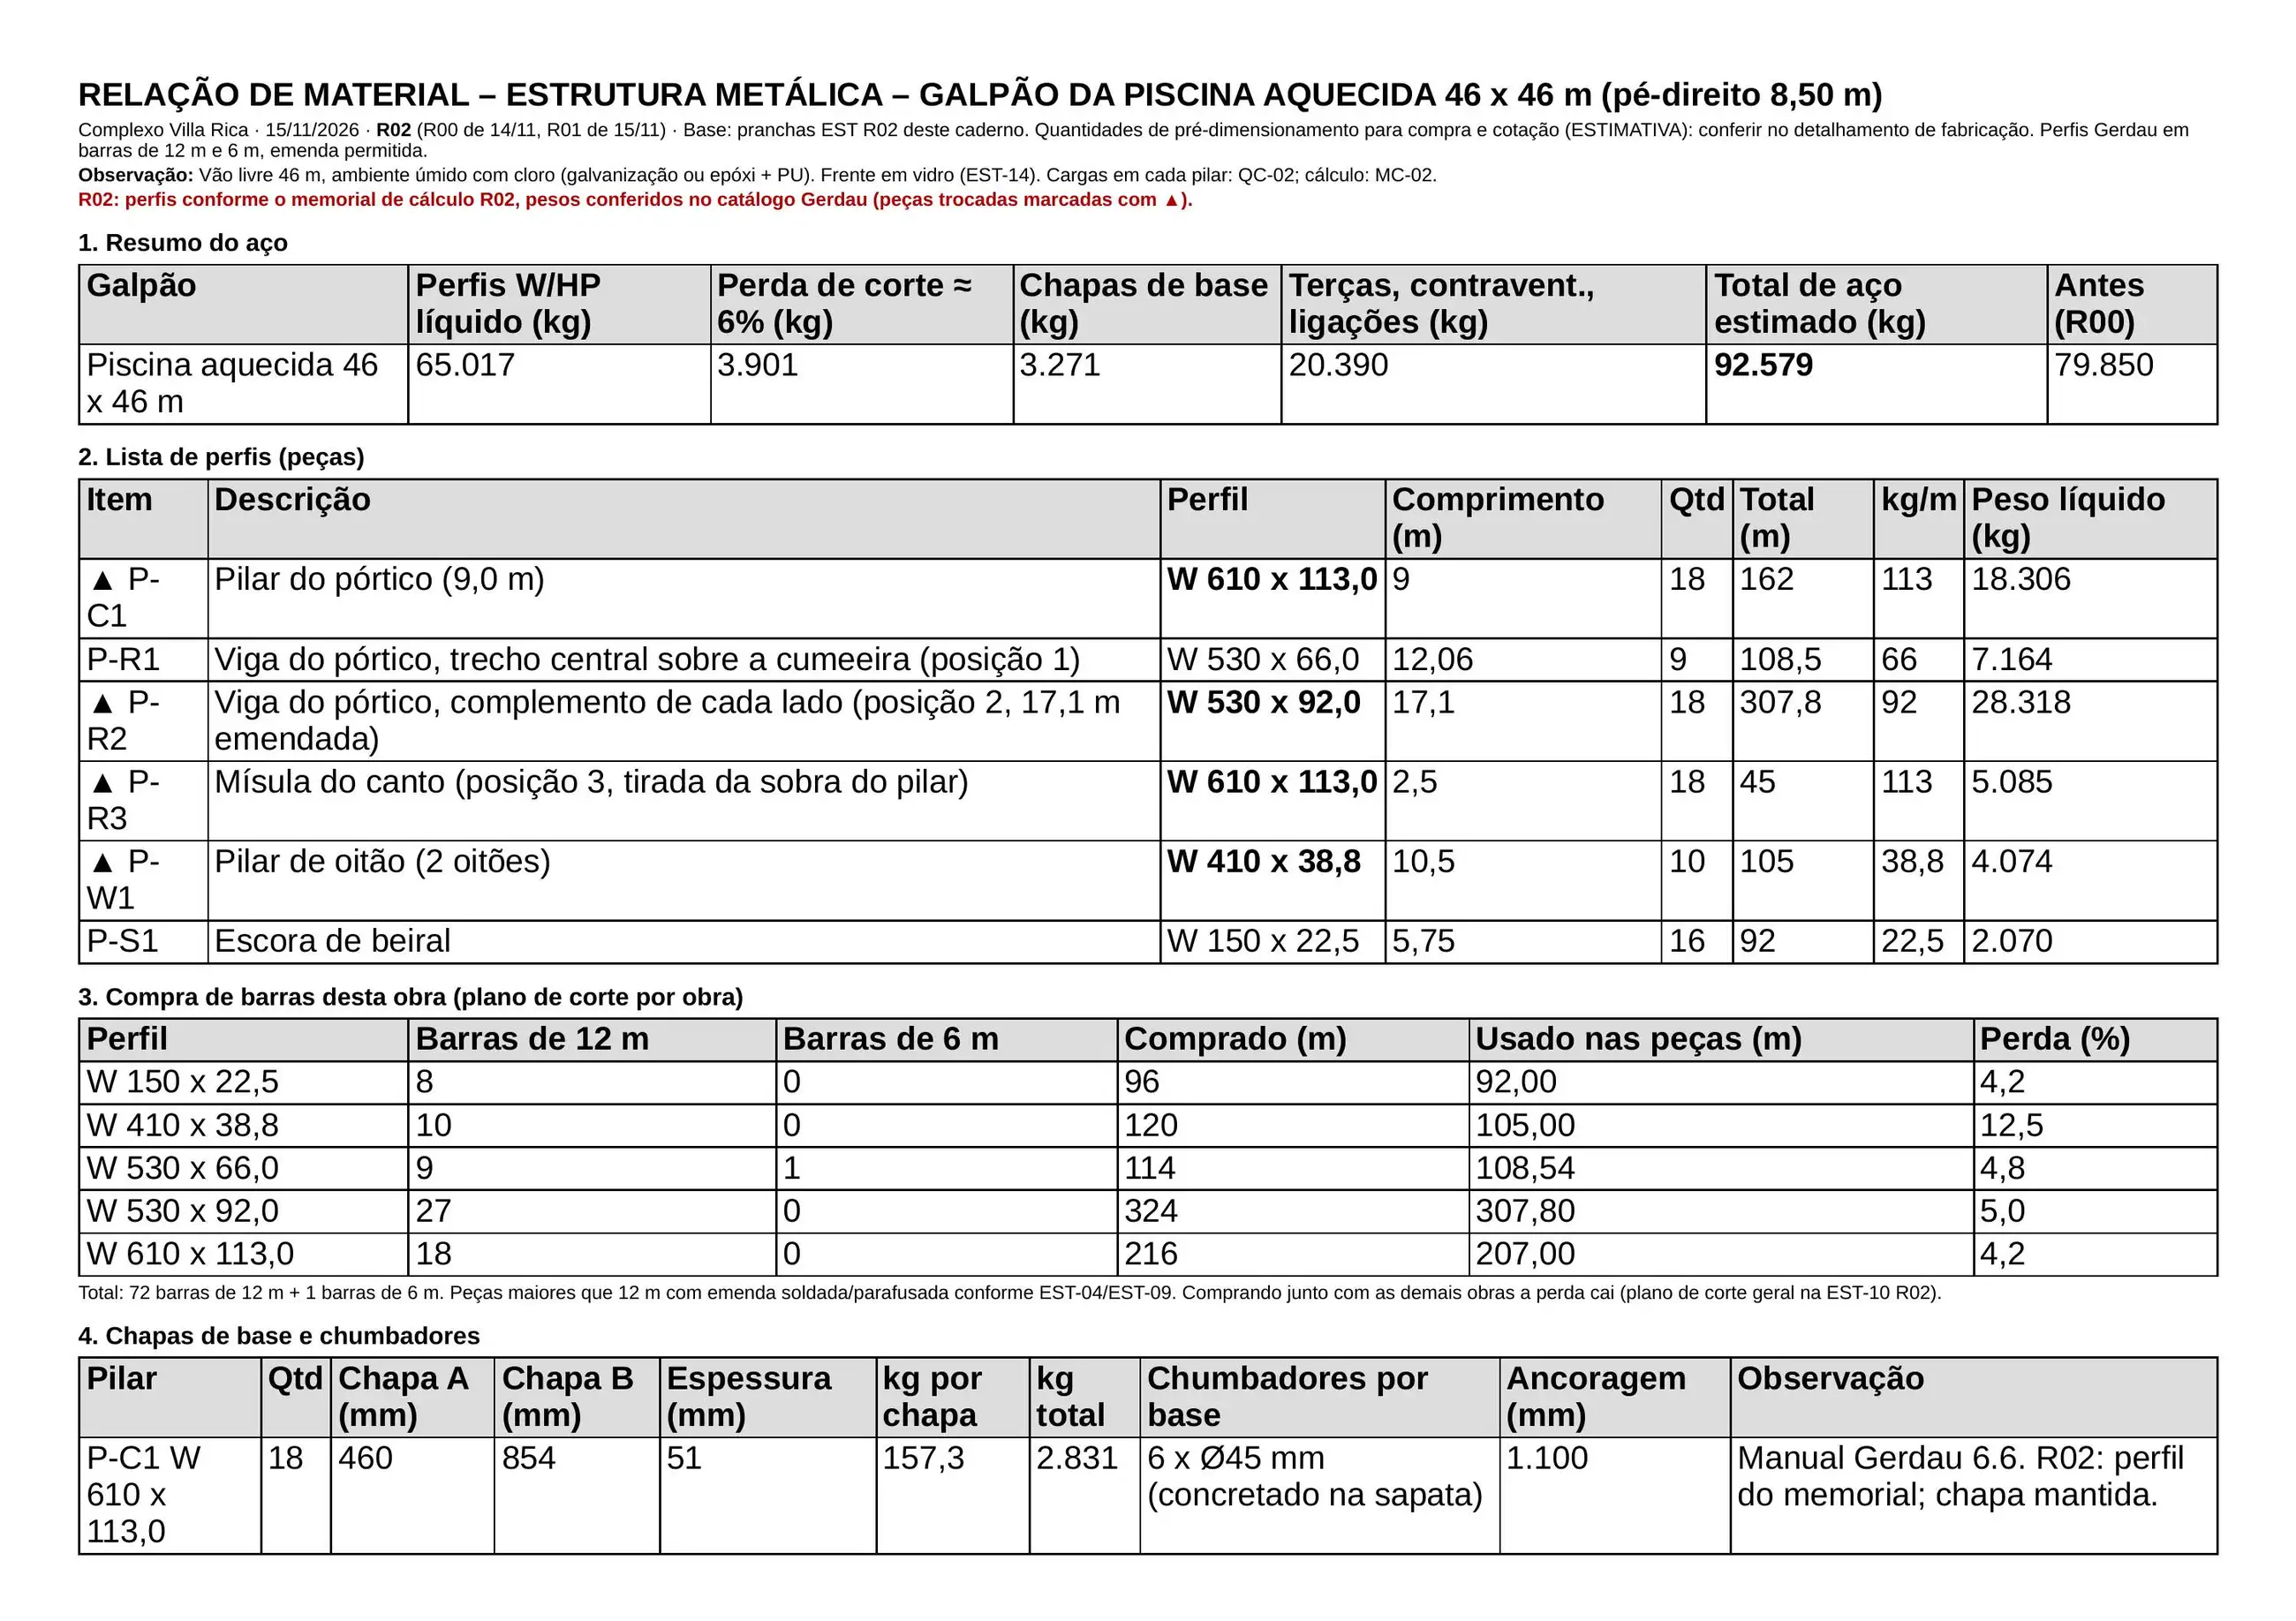 RELAÇÃO DE MATERIAL – ESTRUTURA METÁLICA – GALPÃO DA PISCINA AQUECIDA 46 x 46 m (pé-direito 8,50 m)
Complexo Villa Rica · 15/11/2026 · R02 (R00 de 14/11, R01 de 15/11) · Base: pranchas EST R02 deste caderno. Quantidades de pré-dimensionamento para compra e cotação (ESTIMATIVA): conferir no detalhamento de fabricação. Perfis Gerdau em
barras de 12 m e 6 m, emenda permitida.
Observação: Vão livre 46 m, ambiente úmido com cloro (galvanização ou epóxi + PU). Frente em vidro (EST-14). Cargas em cada pilar: QC-02; cálculo: MC-02.
R02: perfis conforme o memorial de cálculo R02, pesos conferidos no catálogo Gerdau (peças trocadas marcadas com ▲).
1. Resumo do aço
Galpão Perfis W/HP líquido (kg) Perda de corte ≈ 6% (kg) Chapas de base (kg) Terças, contravent., ligações (kg) Total de aço estimado (kg) Antes (R00)
Piscina aquecida 46 x 46 m 65.017 3.901 3.271 20.390 92.579 79.850
2. Lista de perfis (peças)
Item Descrição Perfil Comprimento (m) Qtd Total (m) kg/m Peso líquido (kg)
▲ P-C1 Pilar do pórtico (9,0 m) W 610 x 113,0 9 18 162 113 18.306
P-R1 Viga do pórtico, trecho central sobre a cumeeira (posição 1) W 530 x 66,0 12,06 9 108,5 66 7.164
▲ P-R2 Viga do pórtico, complemento de cada lado (posição 2, 17,1 m emendada) W 530 x 92,0 17,1 18 307,8 92 28.318
▲ P-R3 Mísula do canto (posição 3, tirada da sobra do pilar) W 610 x 113,0 2,5 18 45 113 5.085
▲ P-W1 Pilar de oitão (2 oitões) W 410 x 38,8 10,5 10 105 38,8 4.074
P-S1 Escora de beiral W 150 x 22,5 5,75 16 92 22,5 2.070
3. Compra de barras desta obra (plano de corte por obra)
Perfil Barras de 12 m Barras de 6 m Comprado (m) Usado nas peças (m) Perda (%)
W 150 x 22,5 8 0 96 92,00 4,2
W 410 x 38,8 10 0 120 105,00 12,5
W 530 x 66,0 9 1 114 108,54 4,8
W 530 x 92,0 27 0 324 307,80 5,0
W 610 x 113,0 18 0 216 207,00 4,2
Total: 72 barras de 12 m + 1 barras de 6 m. Peças maiores que 12 m com emenda soldada/parafusada conforme EST-04/EST-09. Comprando junto com as demais obras a perda cai (plano de corte geral na EST-10 R02).
4. Chapas de base e chumbadores
Pilar Qtd Chapa A (mm) Chapa B (mm) Espessura (mm) kg por chapa kg total Chumbadores por base Ancoragem (mm) Observação
P-C1 W 610 x 113,0 18 460 854 51 157,3 2.831 6 x Ø45 mm (concretado na sapata) 1.100 Manual Gerdau 6.6. R02: perfil do memorial; chapa mantida.